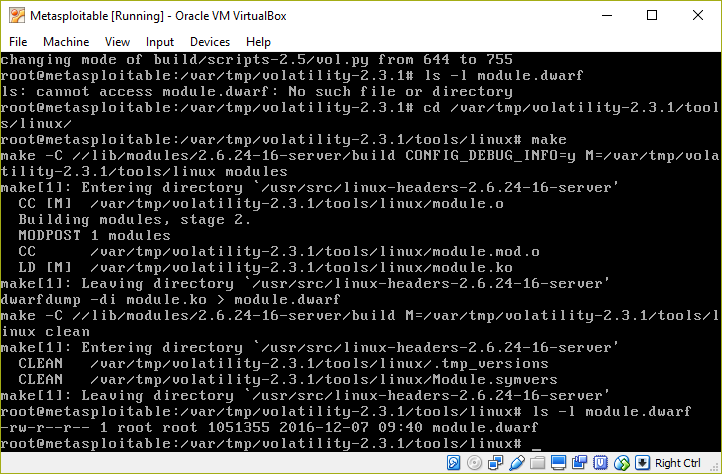 Metasploitable [Running] - Oracle VM VirtualBox
File Machine View Input Devices Help
changing mode of build/scripts-2.5/vol.py from 644 to 755
root@metasploitable:/var/tmp/volatility-2.3.1# ls -l module.dwarf
ls: cannot access module.dwarf: No such file or directory
root@metasploitable:/var/tmp/volatility-2.3.1# cd /var/tmp/volatility-2.3.1/tool
s/linux/
root@metasploitable:/var/tmp/volatility-2.3.1/tools/linux# make
make -C //lib/modules/2.6.24-16-server/build CONFIG_DEBUG_INFO=y M=/var/tmp/vola
tility-2.3.1/tools/linux modules
make[1]: Entering directory `/usr/src/linux-headers-2.6.24-16-server'
CC [M] /var/tmp/volatility-2.3.1/tools/linux/module.o
Building modules, stage 2.
MODPOST 1 modules
CC /var/tmp/volatility-2.3.1/tools/linux/module.mod.o
LD [M] /var/tmp/volatility-2.3.1/tools/linux/module.ko
make[1]: Leaving directory `/usr/src/linux-headers-2.6.24-16-server'
dwarfdump -di module.ko > module.dwarf
make -C //lib/modules/2.6.24-16-server/build M=/var/tmp/volatility-2.3.1/tools/l
inux clean
make[1]: Entering directory `/usr/src/linux-headers-2.6.24-16-server'
CLEAN /var/tmp/volatility-2.3.1/tools/linux/.tmp_versions
CLEAN /var/tmp/volatility-2.3.1/tools/linux/Module.symvers
make[1]: Leaving directory `/usr/src/linux-headers-2.6.24-16-server'
root@metasploitable:/var/tmp/volatility-2.3.1/tools/linux# ls -l module.dwarf
-rw-r--r-- 1 root root 1051355 2016-12-07 09:40 module.dwarf
root@metasploitable:/var/tmp/volatility-2.3.1/tools/linux# _
Right Ctrl